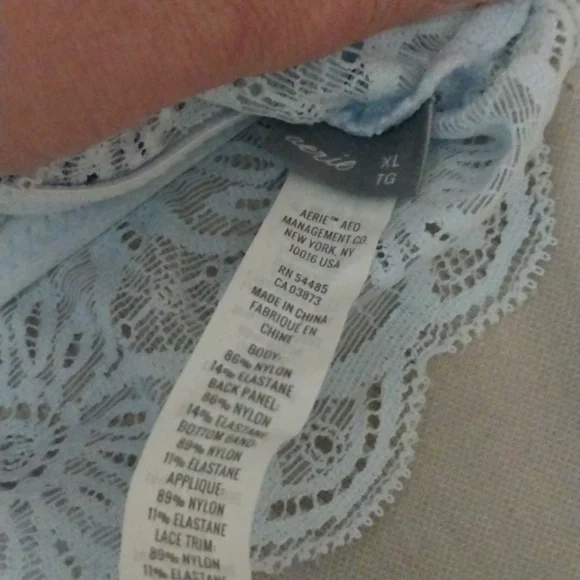 aerie
XL
TG
AERIE™ AEO
MANAGEMENT CO.
NEW YORK, NY
10016 USA
RN 54485
CA 03873
MADE IN CHINA
FABRIQUE EN
CHINE
BODY:
86% NYLON
14% ELASTANE
BACK PANEL:
86% NYLON
14% ELASTANE
BOTTOM BAND:
89% NYLON
11% ELASTANE
APPLIQUE:
89% NYLON
11% ELASTANE
LACE TRIM:
89% NYLON
11% ELASTANE